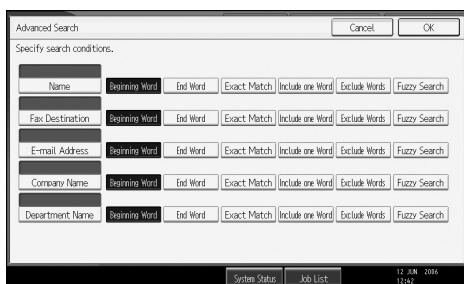 Advanced Search Cancel OK
Specify search conditions.
Name Beginning Word End Word Exact Match Include one Word Exclude Words Fuzzy Search
Fax Destination Beginning Word End Word Exact Match Include one Word Exclude Words Fuzzy Search
E-mail Address Beginning Word End Word Exact Match Include one Word Exclude Words Fuzzy Search
Company Name Beginning Word End Word Exact Match Include one Word Exclude Words Fuzzy Search
Department Name Beginning Word End Word Exact Match Include one Word Exclude Words Fuzzy Search
System Status Job List 12 JUN 2006
12:42